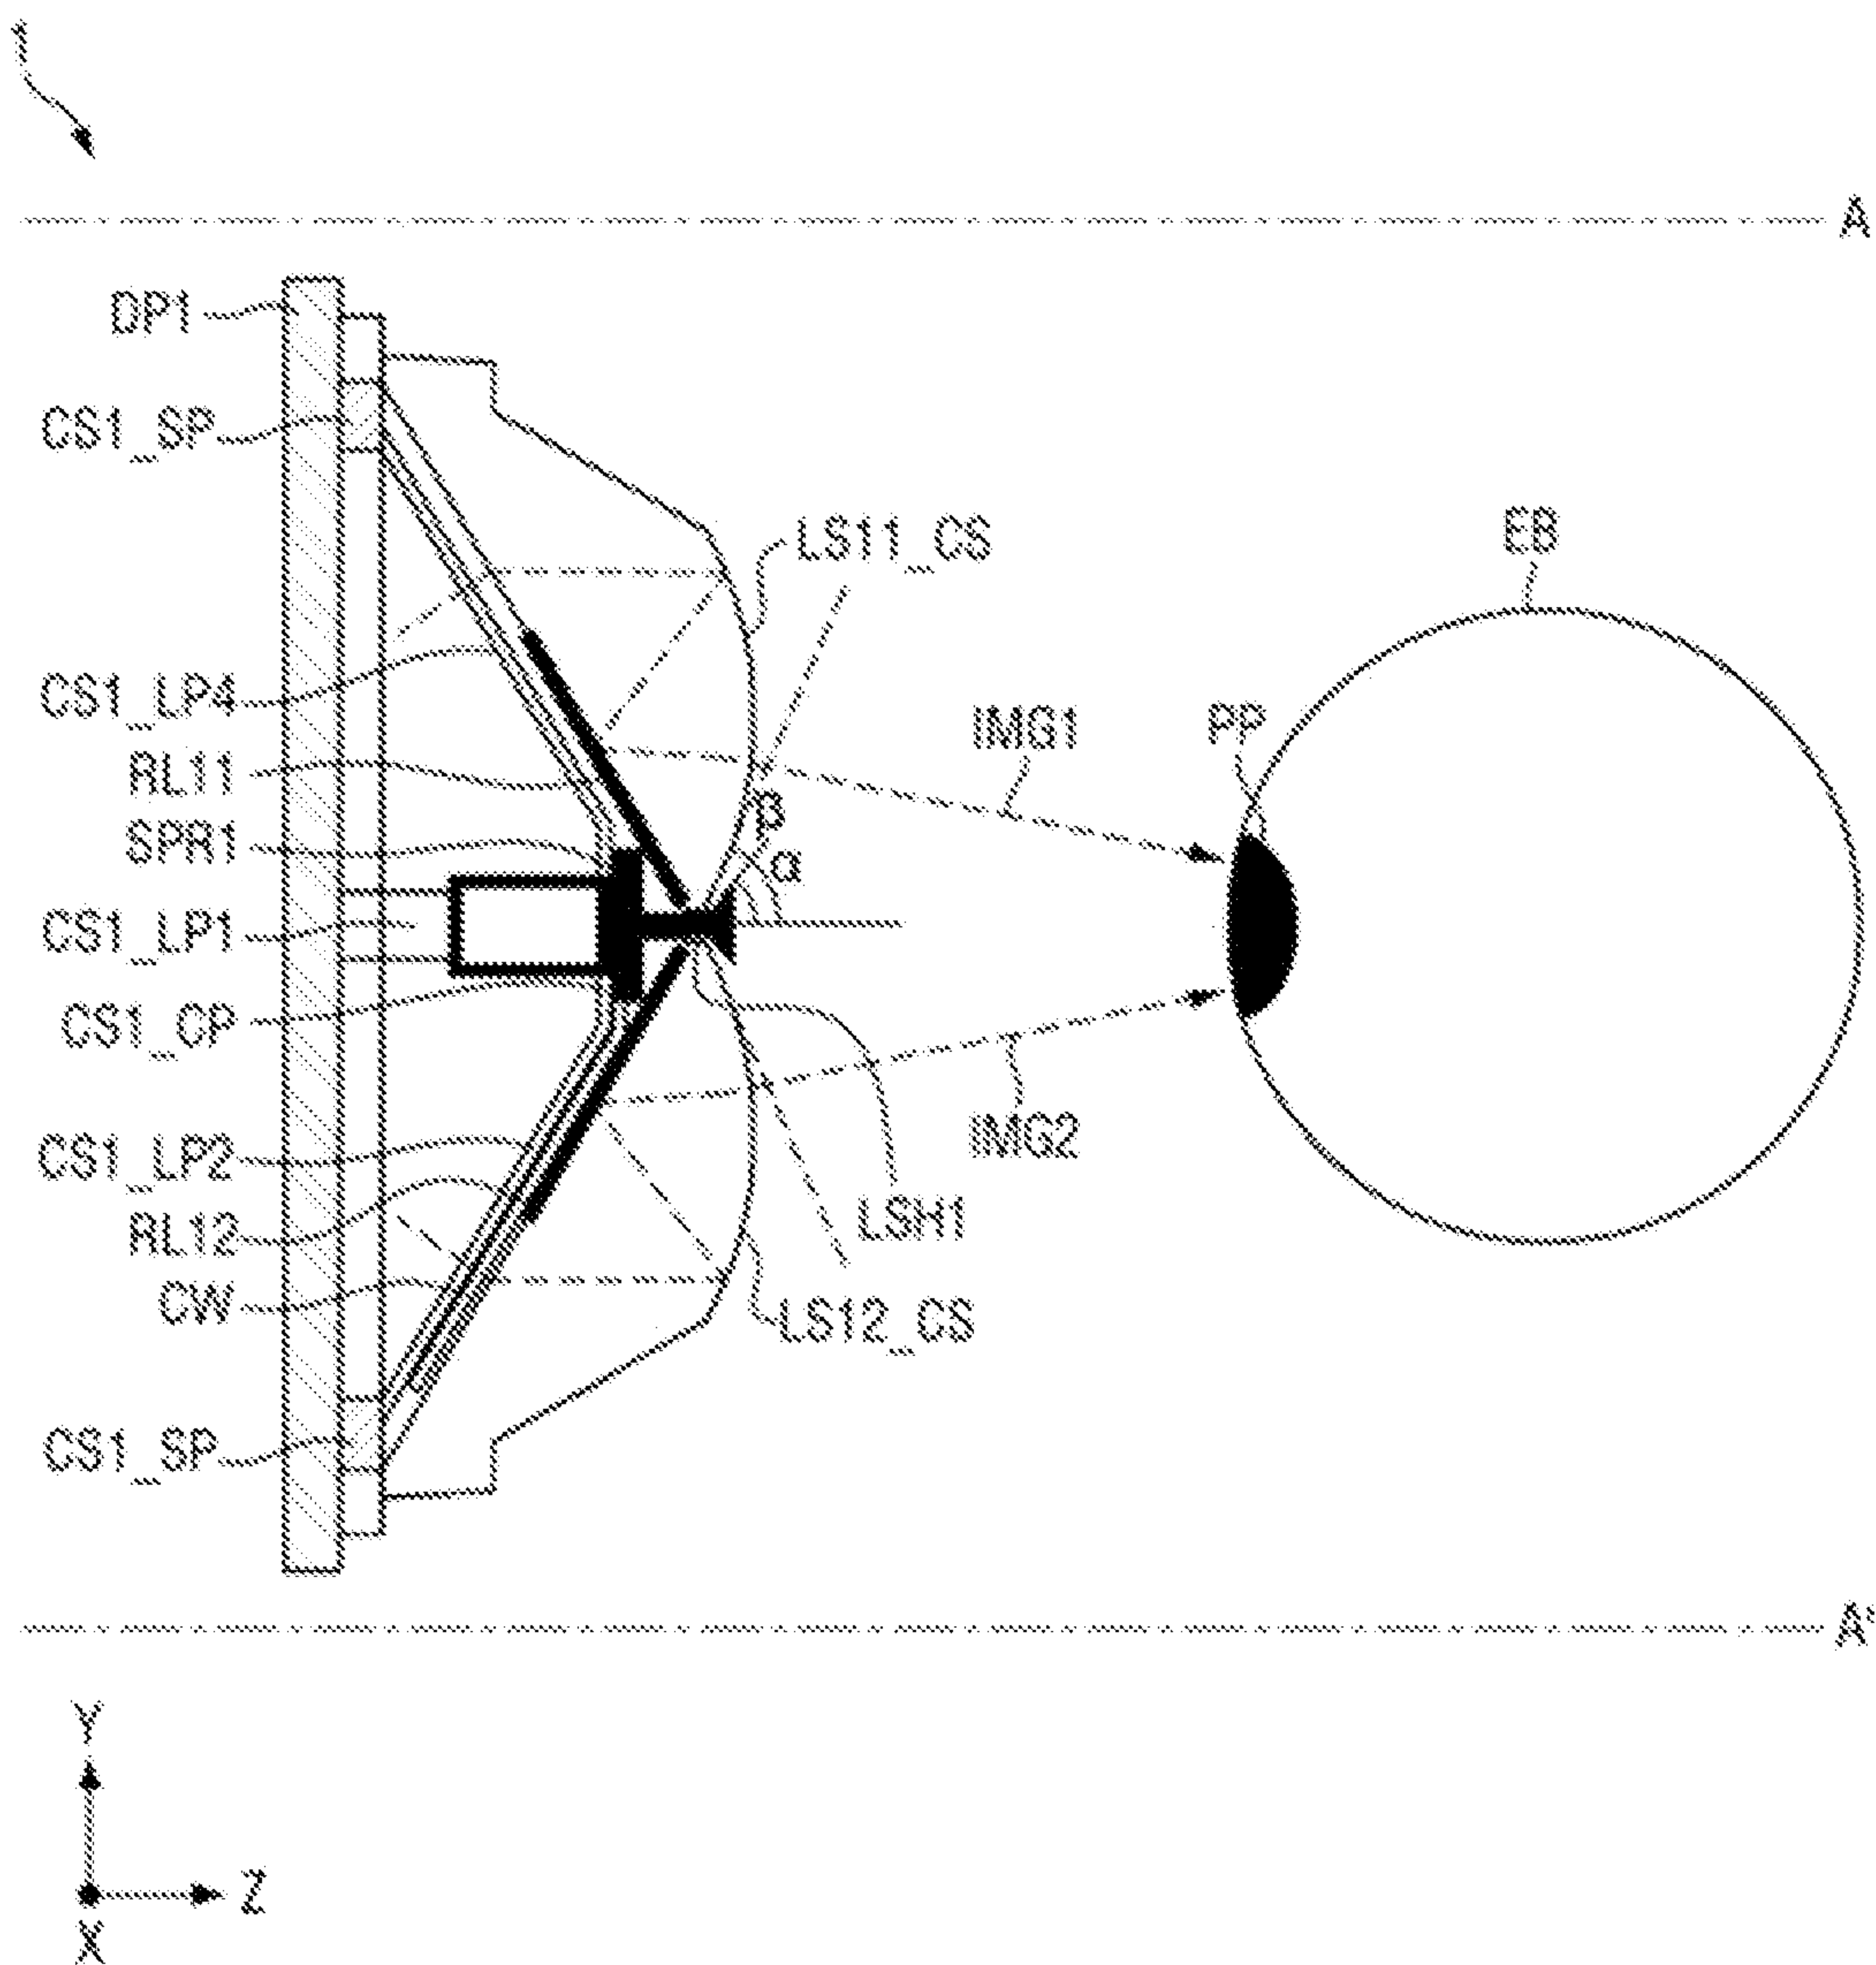 1
A
DP1
CS1_SP
LS11_CS
EB
CS1_LP4
IMG1
PP
RL11
β
SPR1
α
CS1_LP1
CS1_CP
IMG2
CS1_LP2
LSH1
RL12
CW
LS12_CS
CS1_SP
A'
Y
Z
X